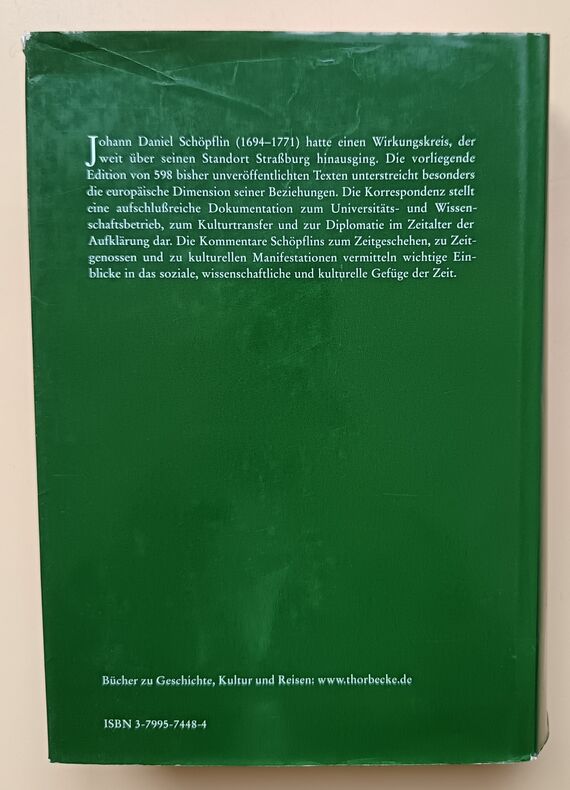 Johann Daniel Schöpflin (1694–1771) hatte einen Wirkungskreis, der
weit über seinen Standort Straßburg hinausging. Die vorliegende
Edition von 598 bisher unveröffentlichten Texten unterstreicht besonders
die europäische Dimension seiner Beziehungen. Die Korrespondenz stellt
eine aufschlußreiche Dokumentation zum Universitäts- und Wissen-
schaftsbetrieb, zum Kulturtransfer und zur Diplomatie im Zeitalter der
Aufklärung dar. Die Kommentare Schöpflins zum Zeitgeschehen, zu Zeit-
genossen und zu kulturellen Manifestationen vermitteln wichtige Ein-
blicke in das soziale, wissenschaftliche und kulturelle Gefüge der Zeit.
Bücher zu Geschichte, Kultur und Reisen: www.thorbecke.de
ISBN 3-7995-7448-4